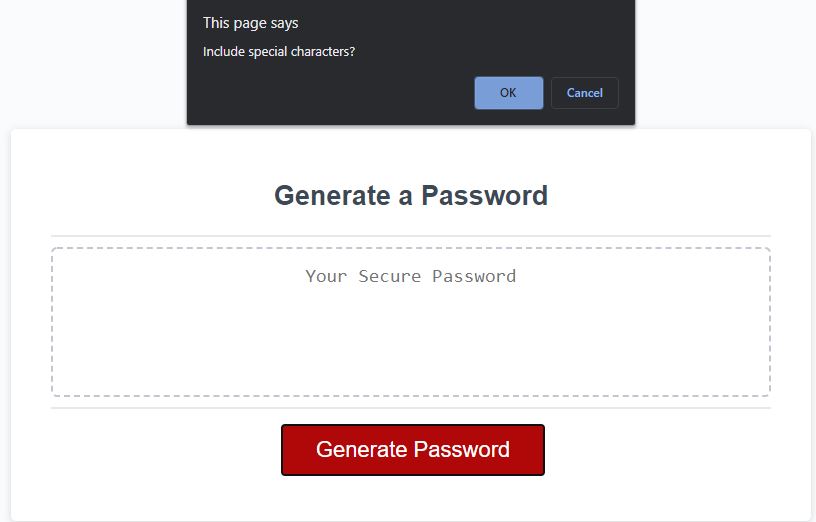 This page says
Include special characters?
OK
Cancel
Generate a Password
Your Secure Password
Generate Password